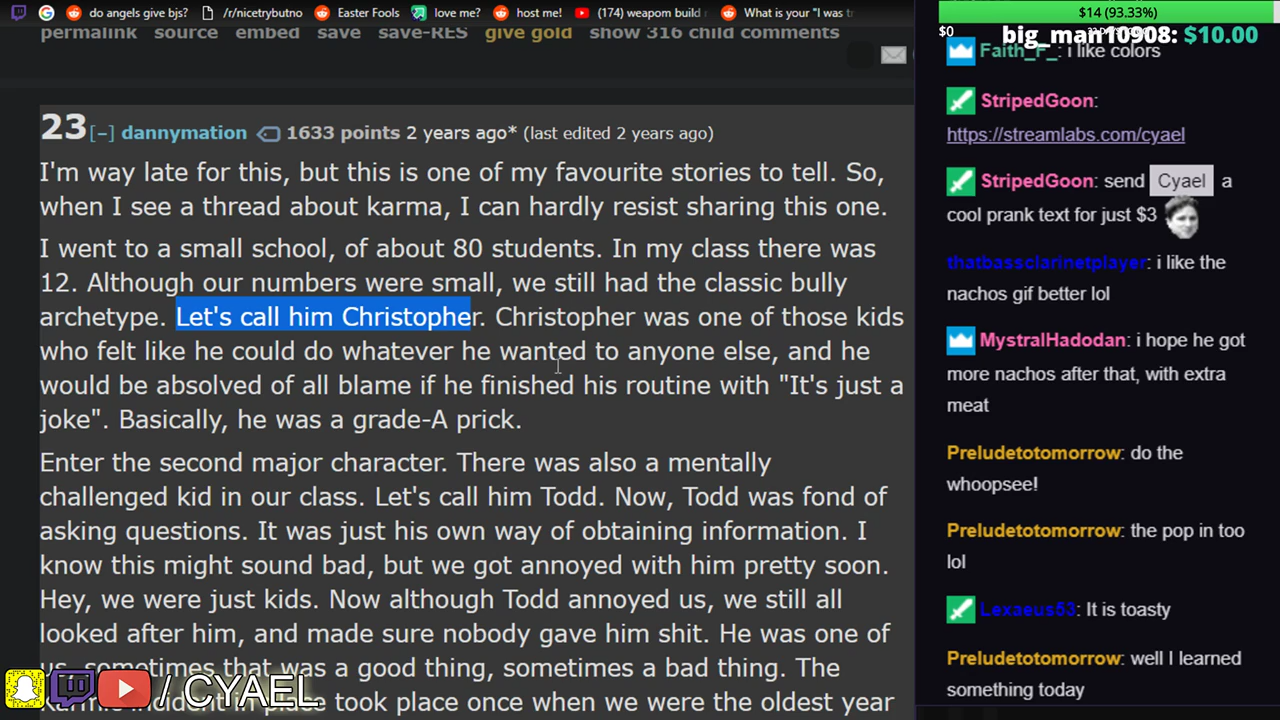 do angels give bjs?
/r/nicetrybutno
Easter Fools
love me?
host me!
(174) weapom build
What is your "I was t
permalink source embed save save-RES give gold show 316 child comments
23 [–] dannymation 1633 points 2 years ago* (last edited 2 years ago)
I'm way late for this, but this is one of my favourite stories to tell. So,
when I see a thread about karma, I can hardly resist sharing this one.
I went to a small school, of about 80 students. In my class there was
12. Although our numbers were small, we still had the classic bully
archetype. Let's call him Christopher. Christopher was one of those kids
who felt like he could do whatever he wanted to anyone else, and he
would be absolved of all blame if he finished his routine with "It's just a
joke". Basically, he was a grade-A prick.
Enter the second major character. There was also a mentally
challenged kid in our class. Let's call him Todd. Now, Todd was fond of
asking questions. It was just his own way of obtaining information. I
know this might sound bad, but we got annoyed with him pretty soon.
Hey, we were just kids. Now although Todd annoyed us, we still all
looked after him, and made sure nobody gave him shit. He was one of
us, sometimes that was a good thing, sometimes a bad thing. The
Karmic incident in place took place once when we were the oldest year
/ CYAEL
$14 (93.33%)
$0
big_man10908: $10.00
Faith_F_: i like colors
StripedGoon:
https://streamlabs.com/cyael
StripedGoon: send Cyael a
cool prank text for just $3
thatbassclarinetplayer: i like the
nachos gif better lol
MystralHadodan: i hope he got
more nachos after that, with extra
meat
Preludetotomorrow: do the
whoopsee!
Preludetotomorrow: the pop in too
lol
Lexaeus53: It is toasty
Preludetotomorrow: well I learned
something today